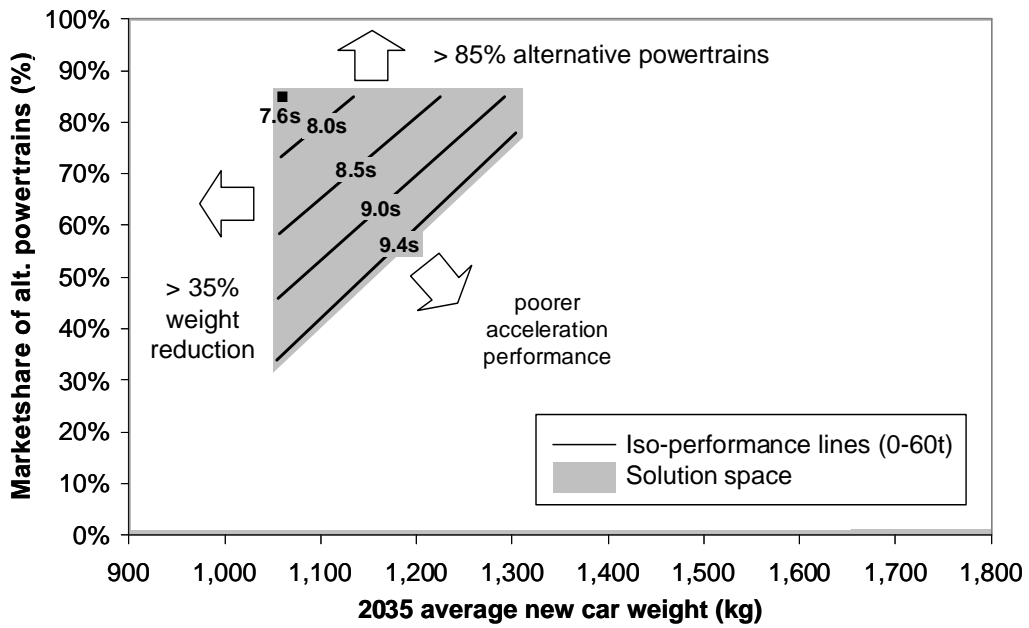 100%
90%
80%
70%
60%
50%
40%
30%
20%
10%
0%
Marketshare of alt. powertrains (%)
> 85% alternative powertrains
7.6s
8.0s
8.5s
9.0s
9.4s
> 35%
weight
reduction
poorer
acceleration
performance
Iso-performance lines (0-60t)
Solution space
900 1,000 1,100 1,200 1,300 1,400 1,500 1,600 1,700 1,800
2035 average new car weight (kg)